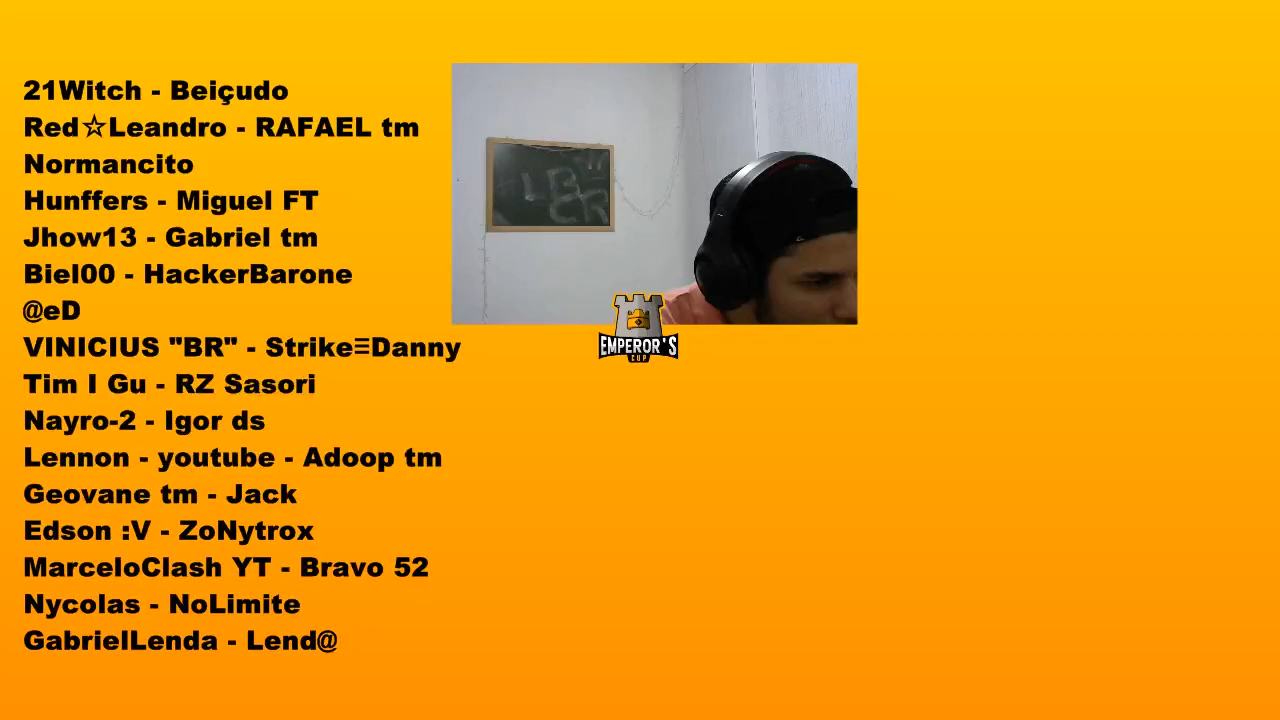 21Witch - Beiçudo
Red☆Leandro - RAFAEL tm
Normancito
Hunffers - Miguel FT
Jhow13 - Gabriel tm
Biel00 - HackerBarone
@eD
VINICIUS "BR" - Strike☰Danny
Tim I Gu - RZ Sasori
Nayro-2 - Igor ds
Lennon - youtube - Adoop tm
Geovane tm - Jack
Edson :V - ZoNytrox
MarceloClash YT - Bravo 52
Nycolas - NoLimite
GabrielLenda - Lend@
EMPEROR'S
CUP